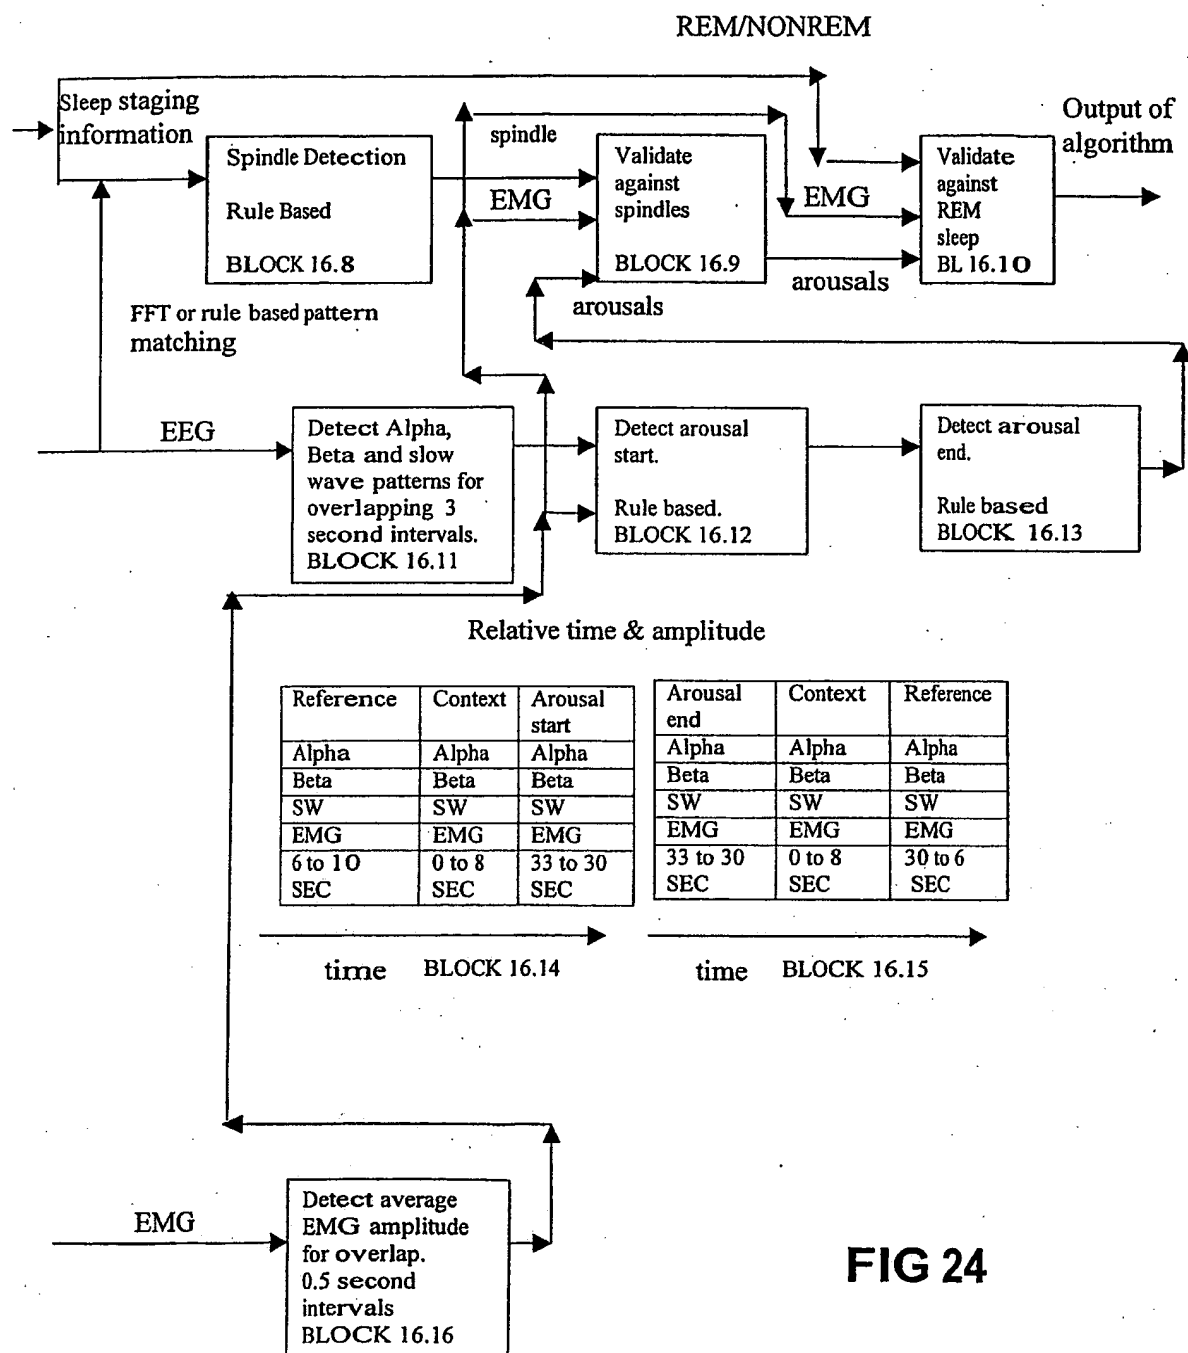 REM/NONREM
Sleep staging
information
Output of
algorithm
spindle
Spindle Detection
Rule Based
BLOCK 16.8
EMG
Validate
against
spindles
BLOCK 16.9
EMG
Validate
against
REM
sleep
BL 16.10
arousals
arousals
FFT or rule based pattern
matching
EEG
Detect Alpha,
Beta and slow
wave patterns for
overlapping 3
second intervals.
BLOCK 16.11
Detect arousal
start.
Rule based.
BLOCK 16.12
Detect arousal
end.
Rule based
BLOCK 16.13
Relative time & amplitude
Reference Context Arousal
start
Alpha Alpha Alpha
Beta Beta Beta
SW SW SW
EMG EMG EMG
6 to 10 0 to 8 33 to 30
SEC SEC SEC
time BLOCK 16.14
Arousal Context Reference
end
Alpha Alpha Alpha
Beta Beta Beta
SW SW SW
EMG EMG EMG
33 to 30 0 to 8 30 to 6
SEC SEC SEC
time BLOCK 16.15
EMG
Detect average
EMG amplitude
for overlap.
0.5 second
intervals
BLOCK 16.16
FIG 24